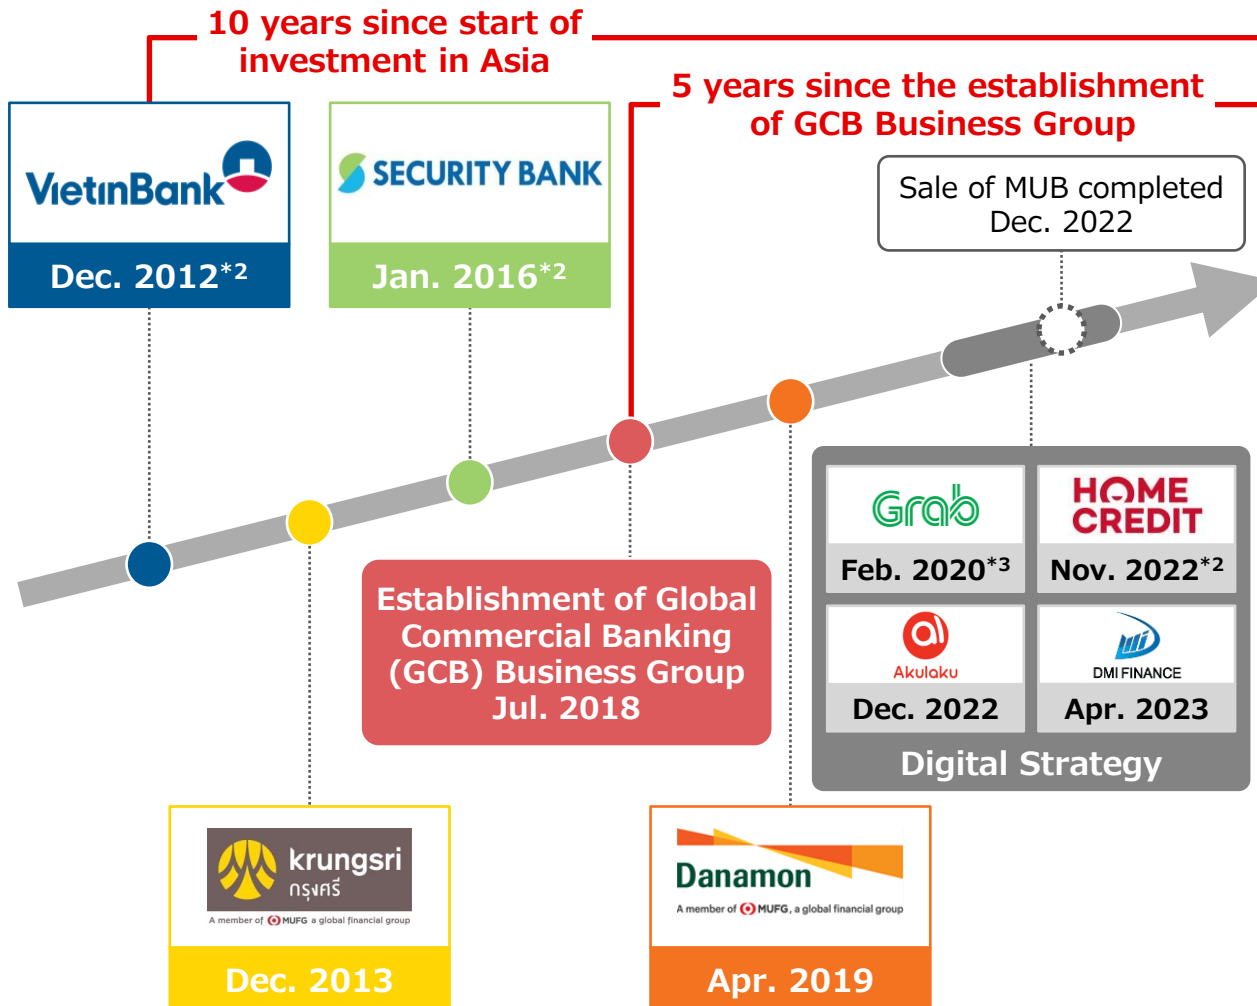 10 years since start of
investment in Asia
5 years since the establishment
of GCB Business Group
VietinBank
Dec. 2012*2
SECURITY BANK
Jan. 2016*2
Sale of MUB completed
Dec. 2022
Establishment of Global
Commercial Banking
(GCB) Business Group
Jul. 2018
Grab
Feb. 2020*3
HOME
CREDIT
Nov. 2022*2
Akulaku
Dec. 2022
DMI FINANCE
Apr. 2023
Digital Strategy
krungsri
กรุงศรี
A member of MUFG a global financial group
Dec. 2013
Danamon
A member of MUFG, a global financial group
Apr. 2019